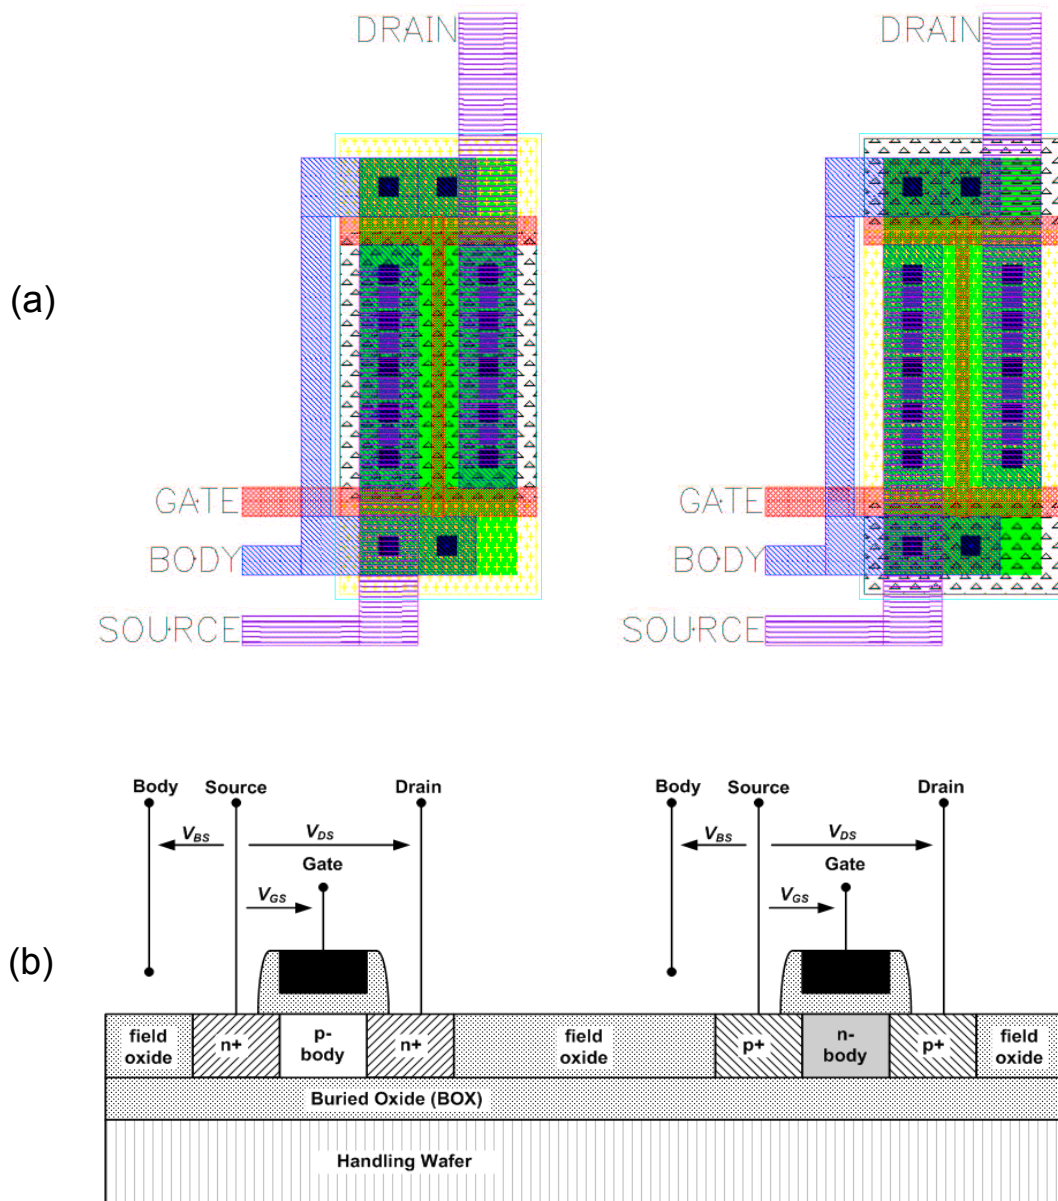 DRAIN DRAIN
(a)
GATE GATE
BODY BODY
SOURCE SOURCE
Body Source Drain Body Source Drain
VBS VDS VBS VDS
Gate Gate
VGS VGS
(b)
field oxide n+ p-body n+ field oxide p+ n-body p+ field oxide
Buried Oxide (BOX)
Handling Wafer